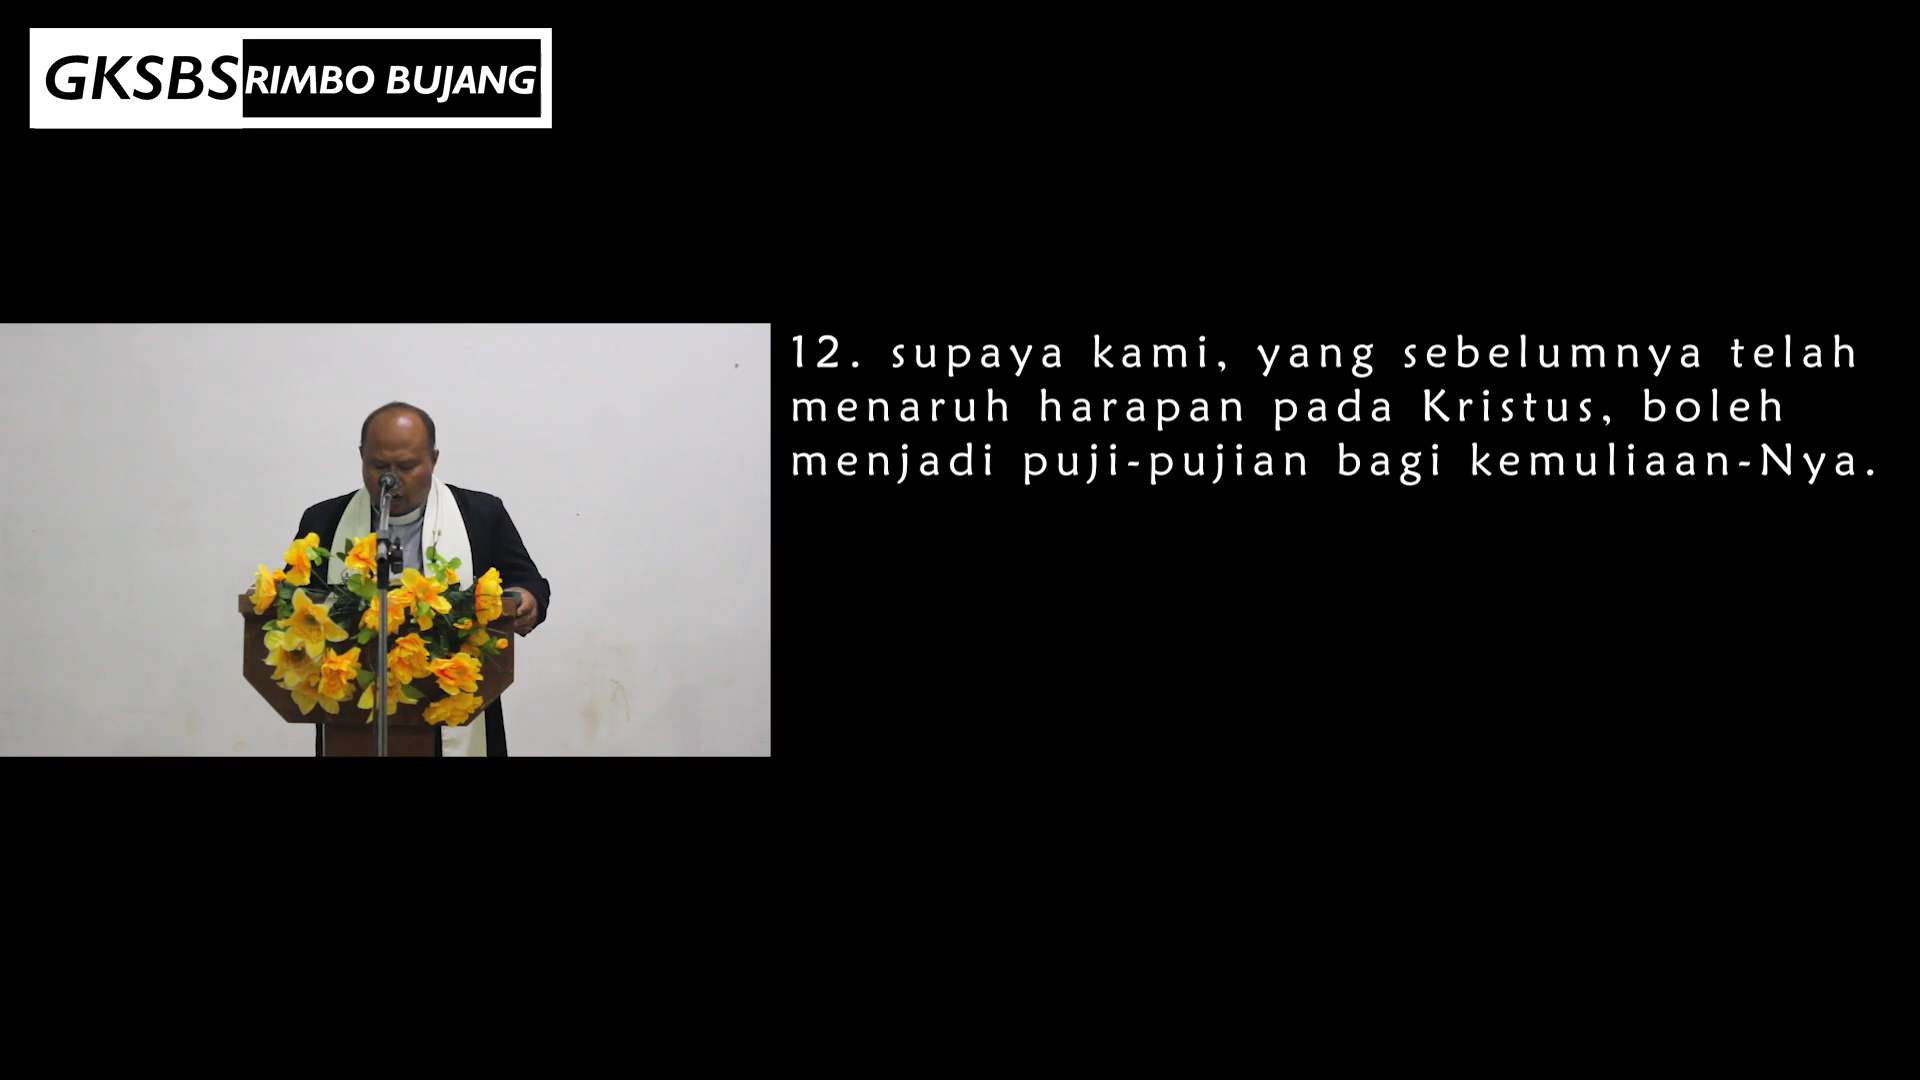 GKSBS RIMBO BUJANG
12. supaya kami, yang sebelumnya telah
menaruh harapan pada Kristus, boleh
menjadi puji-pujian bagi kemuliaan-Nya.